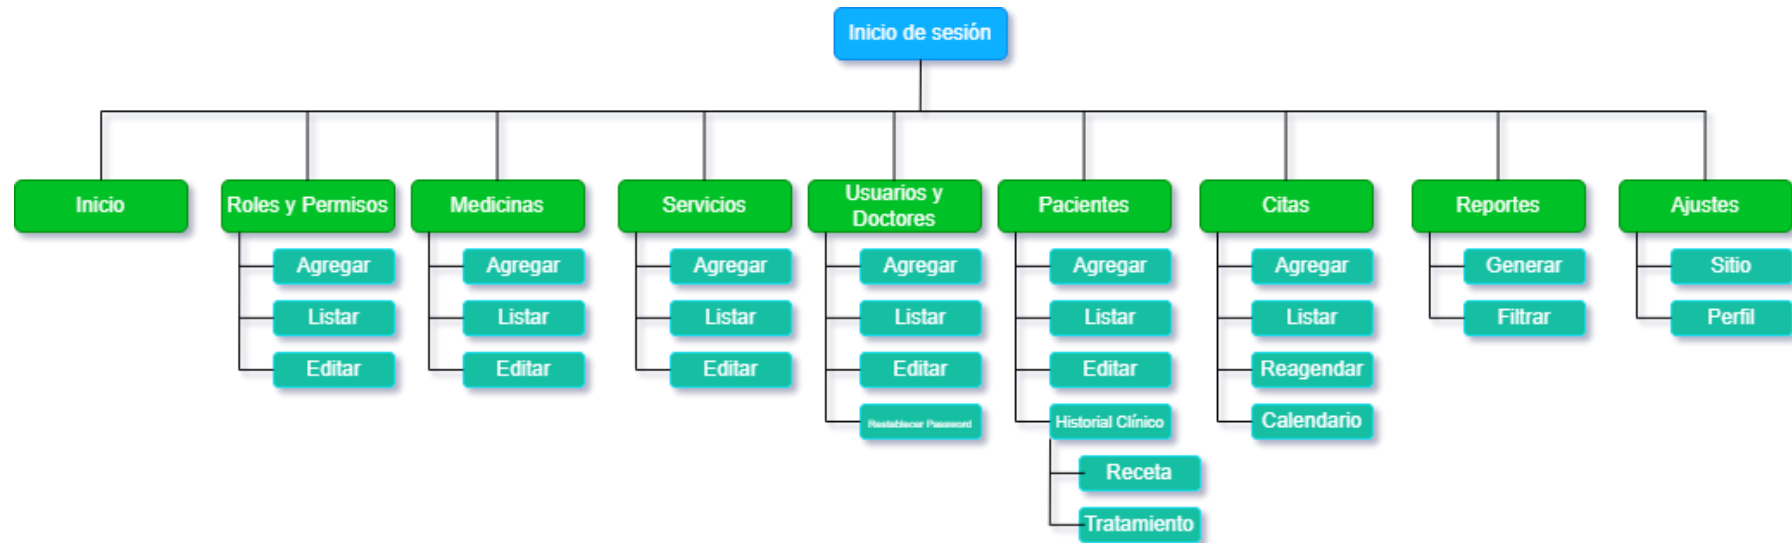 Inicio de sesión
Inicio
Roles y Permisos
Medicinas
Servicios
Usuarios y
Doctores
Pacientes
Citas
Reportes
Ajustes
Agregar
Agregar
Agregar
Agregar
Agregar
Agregar
Generar
Sitio
Listar
Listar
Listar
Listar
Listar
Listar
Filtrar
Perfil
Editar
Editar
Editar
Editar
Editar
Reagendar
Restablecer Password
Historial Clínico
Calendario
Receta
Tratamiento